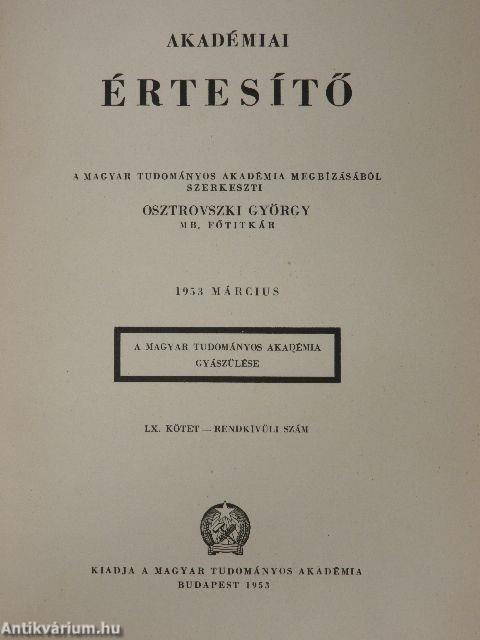 AKADÉMIAI
ÉRTESÍTŐ
A MAGYAR TUDOMÁNYOS AKADÉMIA MEGBÍZÁSÁBÓL
SZERKESZTI
OSZTROVSZKI GYÖRGY
MB. FŐTITKÁR
1953 MÁRCIUS
A MAGYAR TUDOMÁNYOS AKADÉMIA
GYÁSZÜLÉSE
LX. KÖTET — RENDKÍVÜLI SZÁM
KIADJA A MAGYAR TUDOMÁNYOS AKADÉMIA
BUDAPEST 1953
Antikvárium.hu